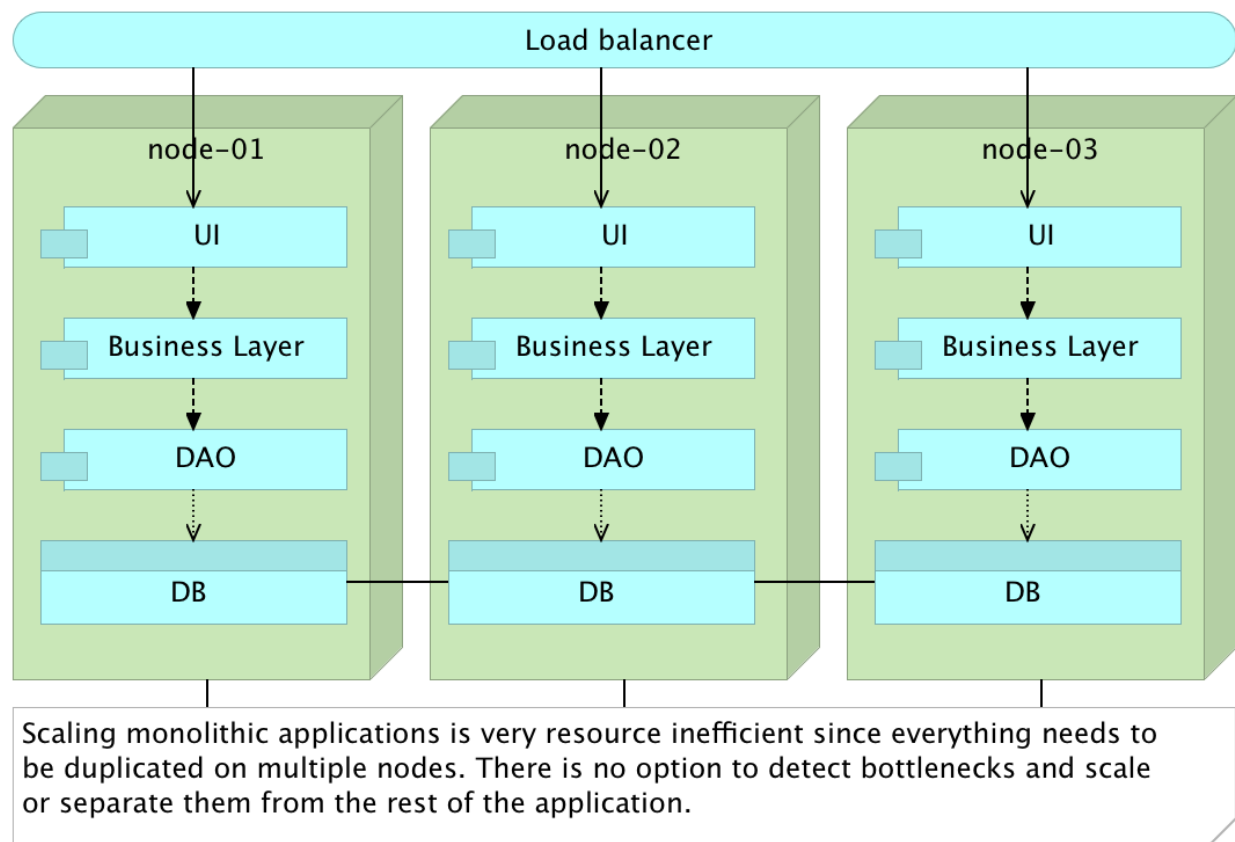 Load balancer
node-01
node-02
node-03
UI
UI
UI
Business Layer
Business Layer
Business Layer
DAO
DAO
DAO
DB
DB
DB
Scaling monolithic applications is very resource inefficient since everything needs to
be duplicated on multiple nodes. There is no option to detect bottlenecks and scale
or separate them from the rest of the application.